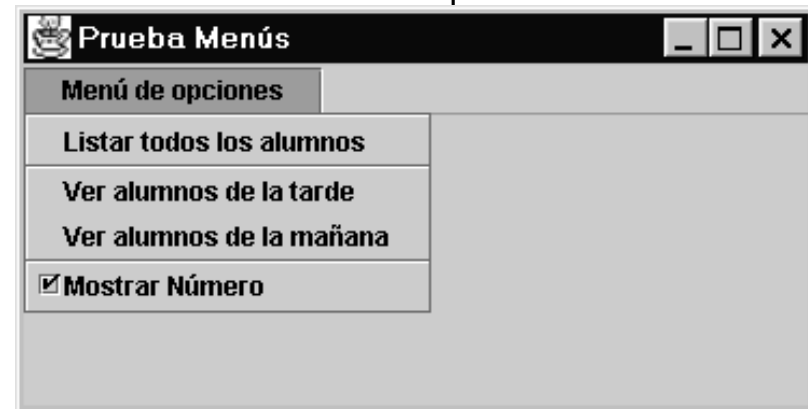 Prueba Menús
Menú de opciones
Listar todos los alumnos
Ver alumnos de la tarde
Ver alumnos de la mañana
Mostrar Número